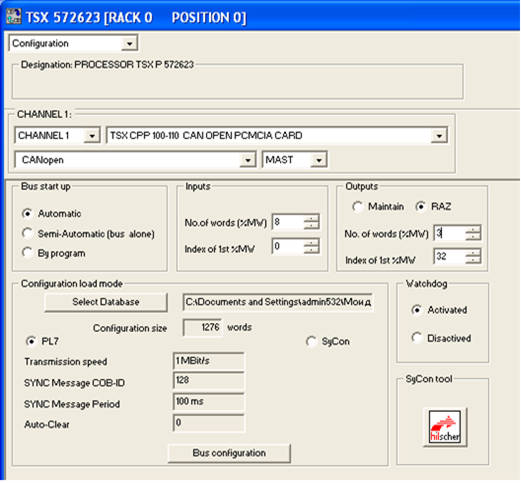 TSX 572623 [RACK 0 POSITION 0]
Configuration
Designation: PROCESSOR TSX P 572623
CHANNEL 1:
CHANNEL 1 TSX CPP 100-110 CAN OPEN PCMCIA CARD
CANopen MAST
Bus start up
Automatic
Semi-Automatic (bus alone)
By program
Inputs
No.of words (%MW) 8
Index of 1st %MW 0
Outputs
Maintain RAZ
No. of words (%MW) 3
Index of 1st %MW 32
Configuration load mode
Select Database C:\Documents and Settings\admin532\Мои д
Configuration size 1276 words
PL7 SyCon
Transmission speed 1 MBit/s
SYNC Message COB-ID 128
SYNC Message Period 100 ms
Auto-Clear 0
Bus configuration
Watchdog
Activated
Disactived
SyCon tool
hilscher